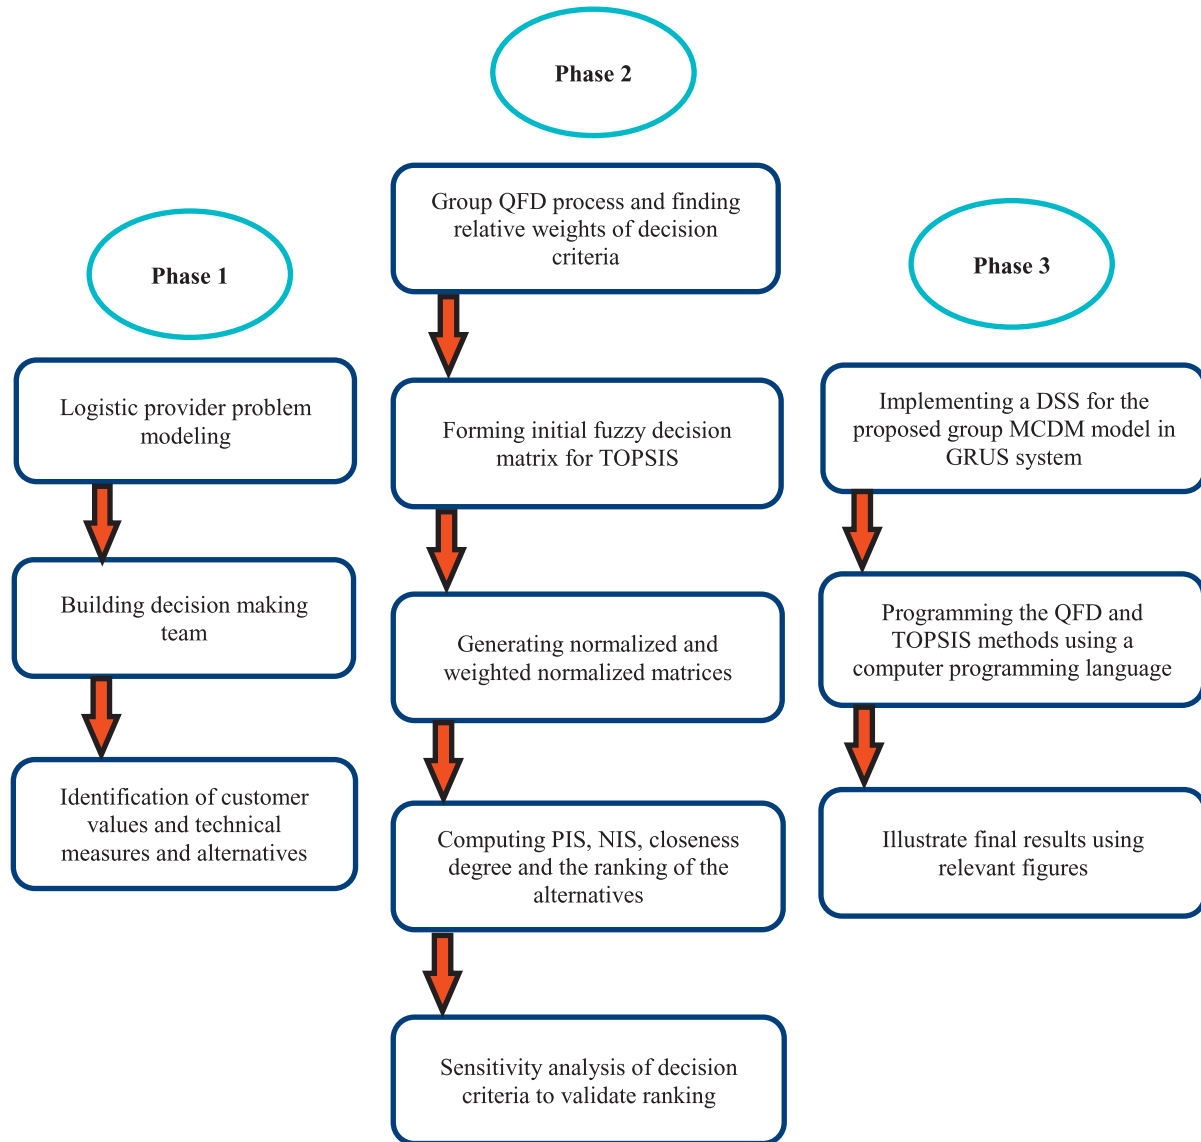 Phase 1
Logistic provider problem
modeling
Building decision making
team
Identification of customer
values and technical
measures and alternatives
Phase 2
Group QFD process and finding
relative weights of decision
criteria
Forming initial fuzzy decision
matrix for TOPSIS
Generating normalized and
weighted normalized matrices
Computing PIS, NIS, closeness
degree and the ranking of the
alternatives
Sensitivity analysis of decision
criteria to validate ranking
Phase 3
Implementing a DSS for the
proposed group MCDM model in
GRUS system
Programming the QFD and
TOPSIS methods using a
computer programming language
Illustrate final results using
relevant figures